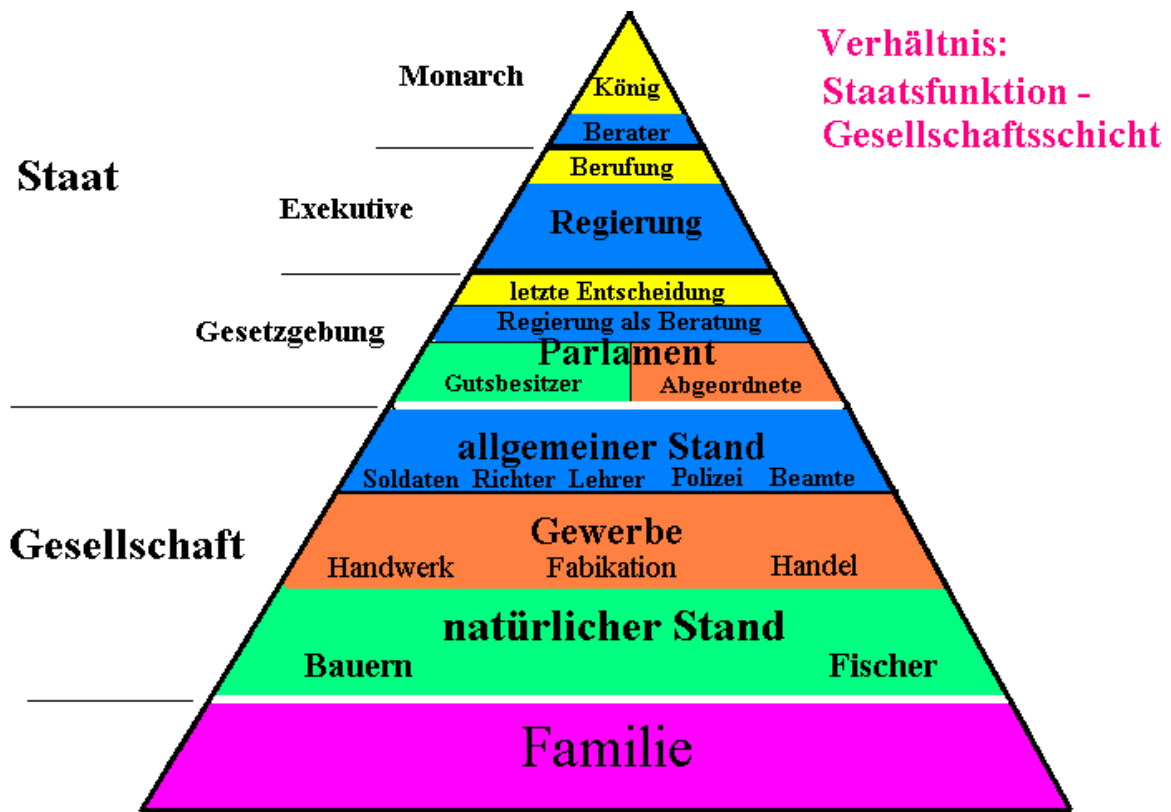 Verhältnis:
Staatsfunktion -
Gesellschaftsschicht
Monarch
König
Berater
Staat
Berufung
Exekutive
Regierung
letzte Entscheidung
Gesetzgebung
Regierung als Beratung
Parlament
Gutsbesitzer Abgeordnete
allgemeiner Stand
Soldaten Richter Lehrer Polizei Beamte
Gesellschaft
Gewerbe
Handwerk Fabikation Handel
natürlicher Stand
Bauern Fischer
Familie